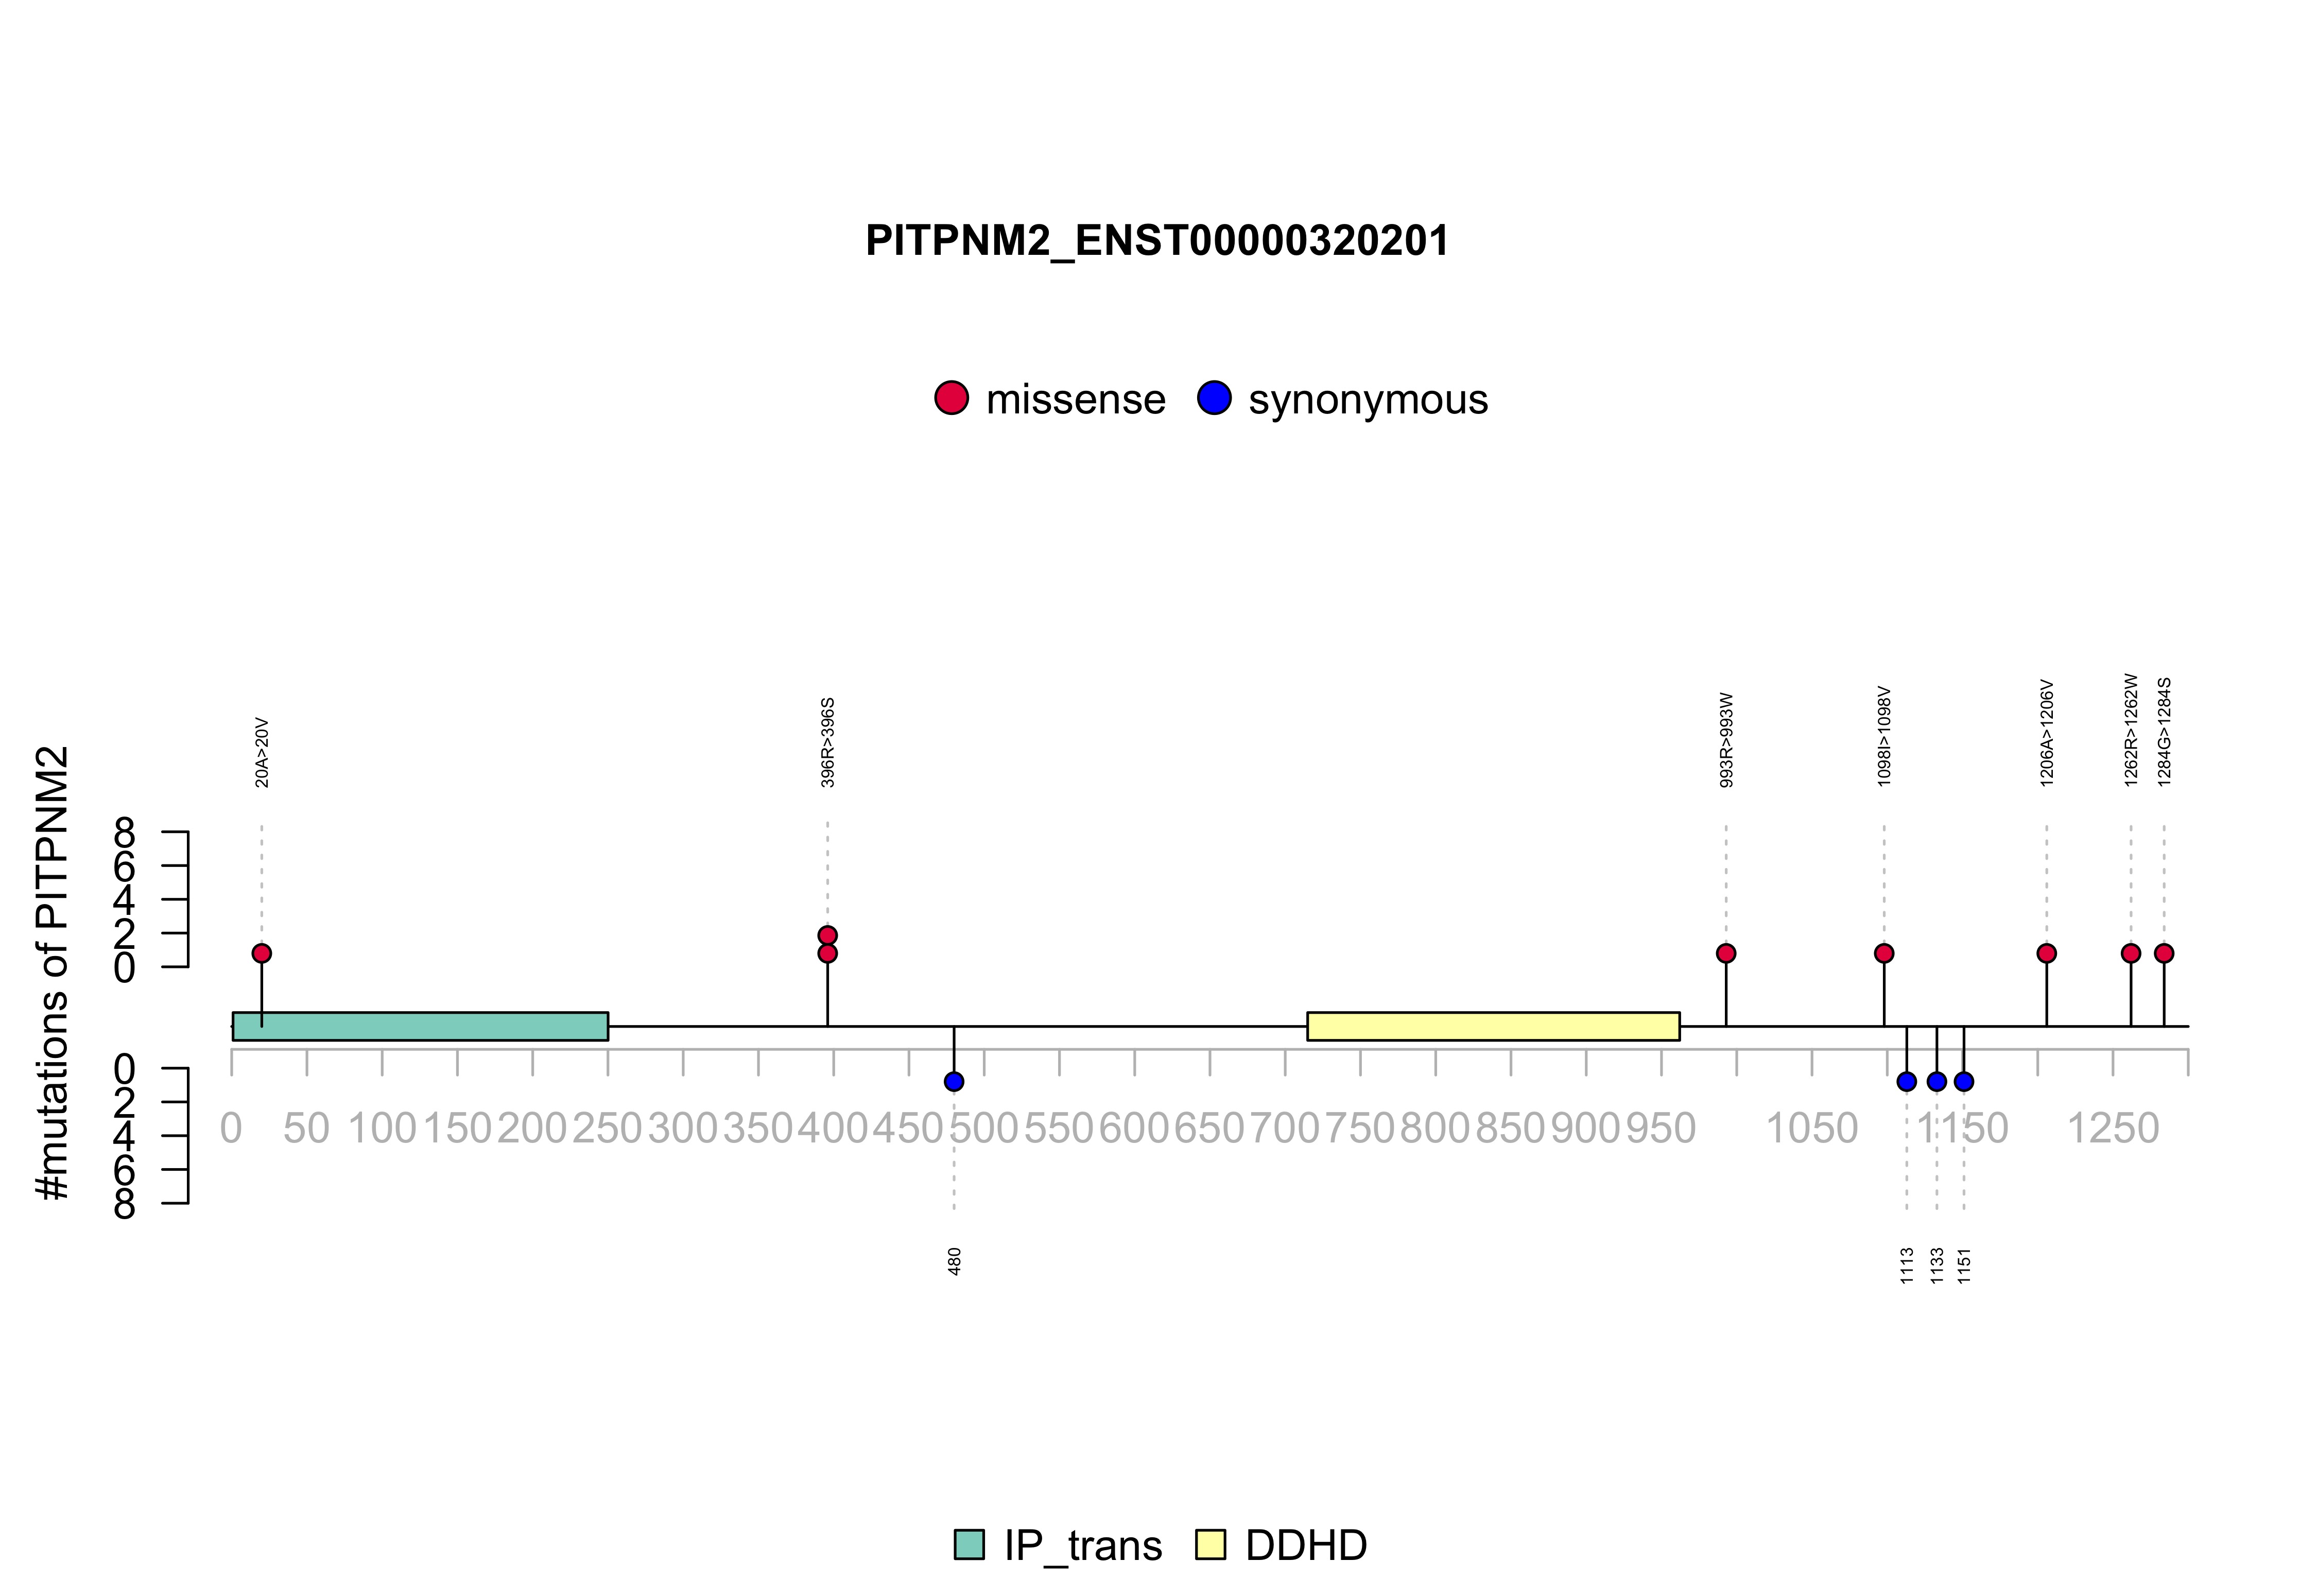 PITPNM2_ENST00000320201
missense synonymous
#mutations of PITPNM2
20A>20V
396R>396S
993R>993W
1098I>1098V
1206A>1206V
1262R>1262W
1284G>1284S
8
6
4
2
0
0
2
4
6
8
0 50 100 150 200 250 300 350 400 450 500 550 600 650 700 750 800 850 900 950 1050 1150 1250
480
1113
1133
1151
IP_trans DDHD